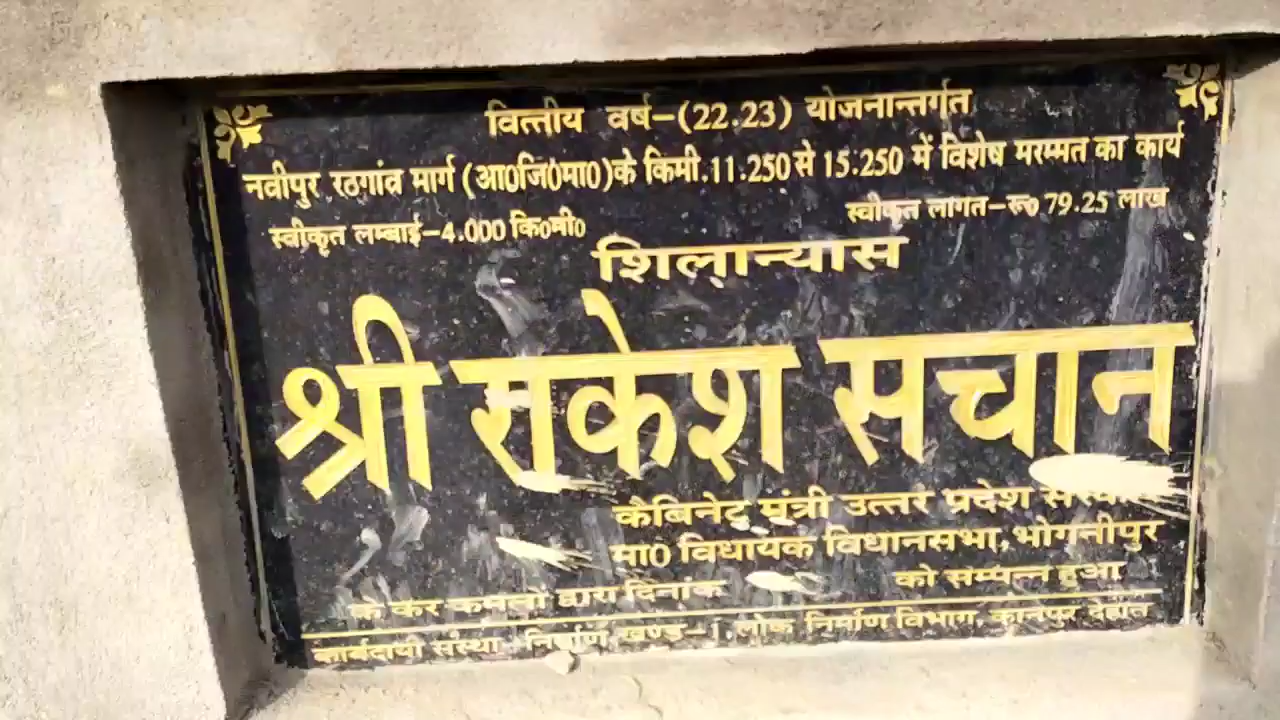 वित्तीय वर्ष-(22.23) योजनान्तर्गत
नवीपुर रठगांव मार्ग (आ0जि0मा0)के किमी.11.250 से 15.250 में विशेष मरम्मत का कार्य
स्वीकृत लम्बाई-4.000 कि0मी0 स्वीकृत लागत-रू0 79.25 लाख
शिलान्यास
श्री राकेश सचान
कैबिनेट मंत्री उत्तर प्रदेश सरकार
मा0 विधायक विधानसभा, भोगनीपुर
के कर कमलों द्वारा दिनांक को सम्पन्न हुआ
कार्यदायी संस्था निर्माण खण्ड-1, लोक निर्माण विभाग, कानपुर देहात